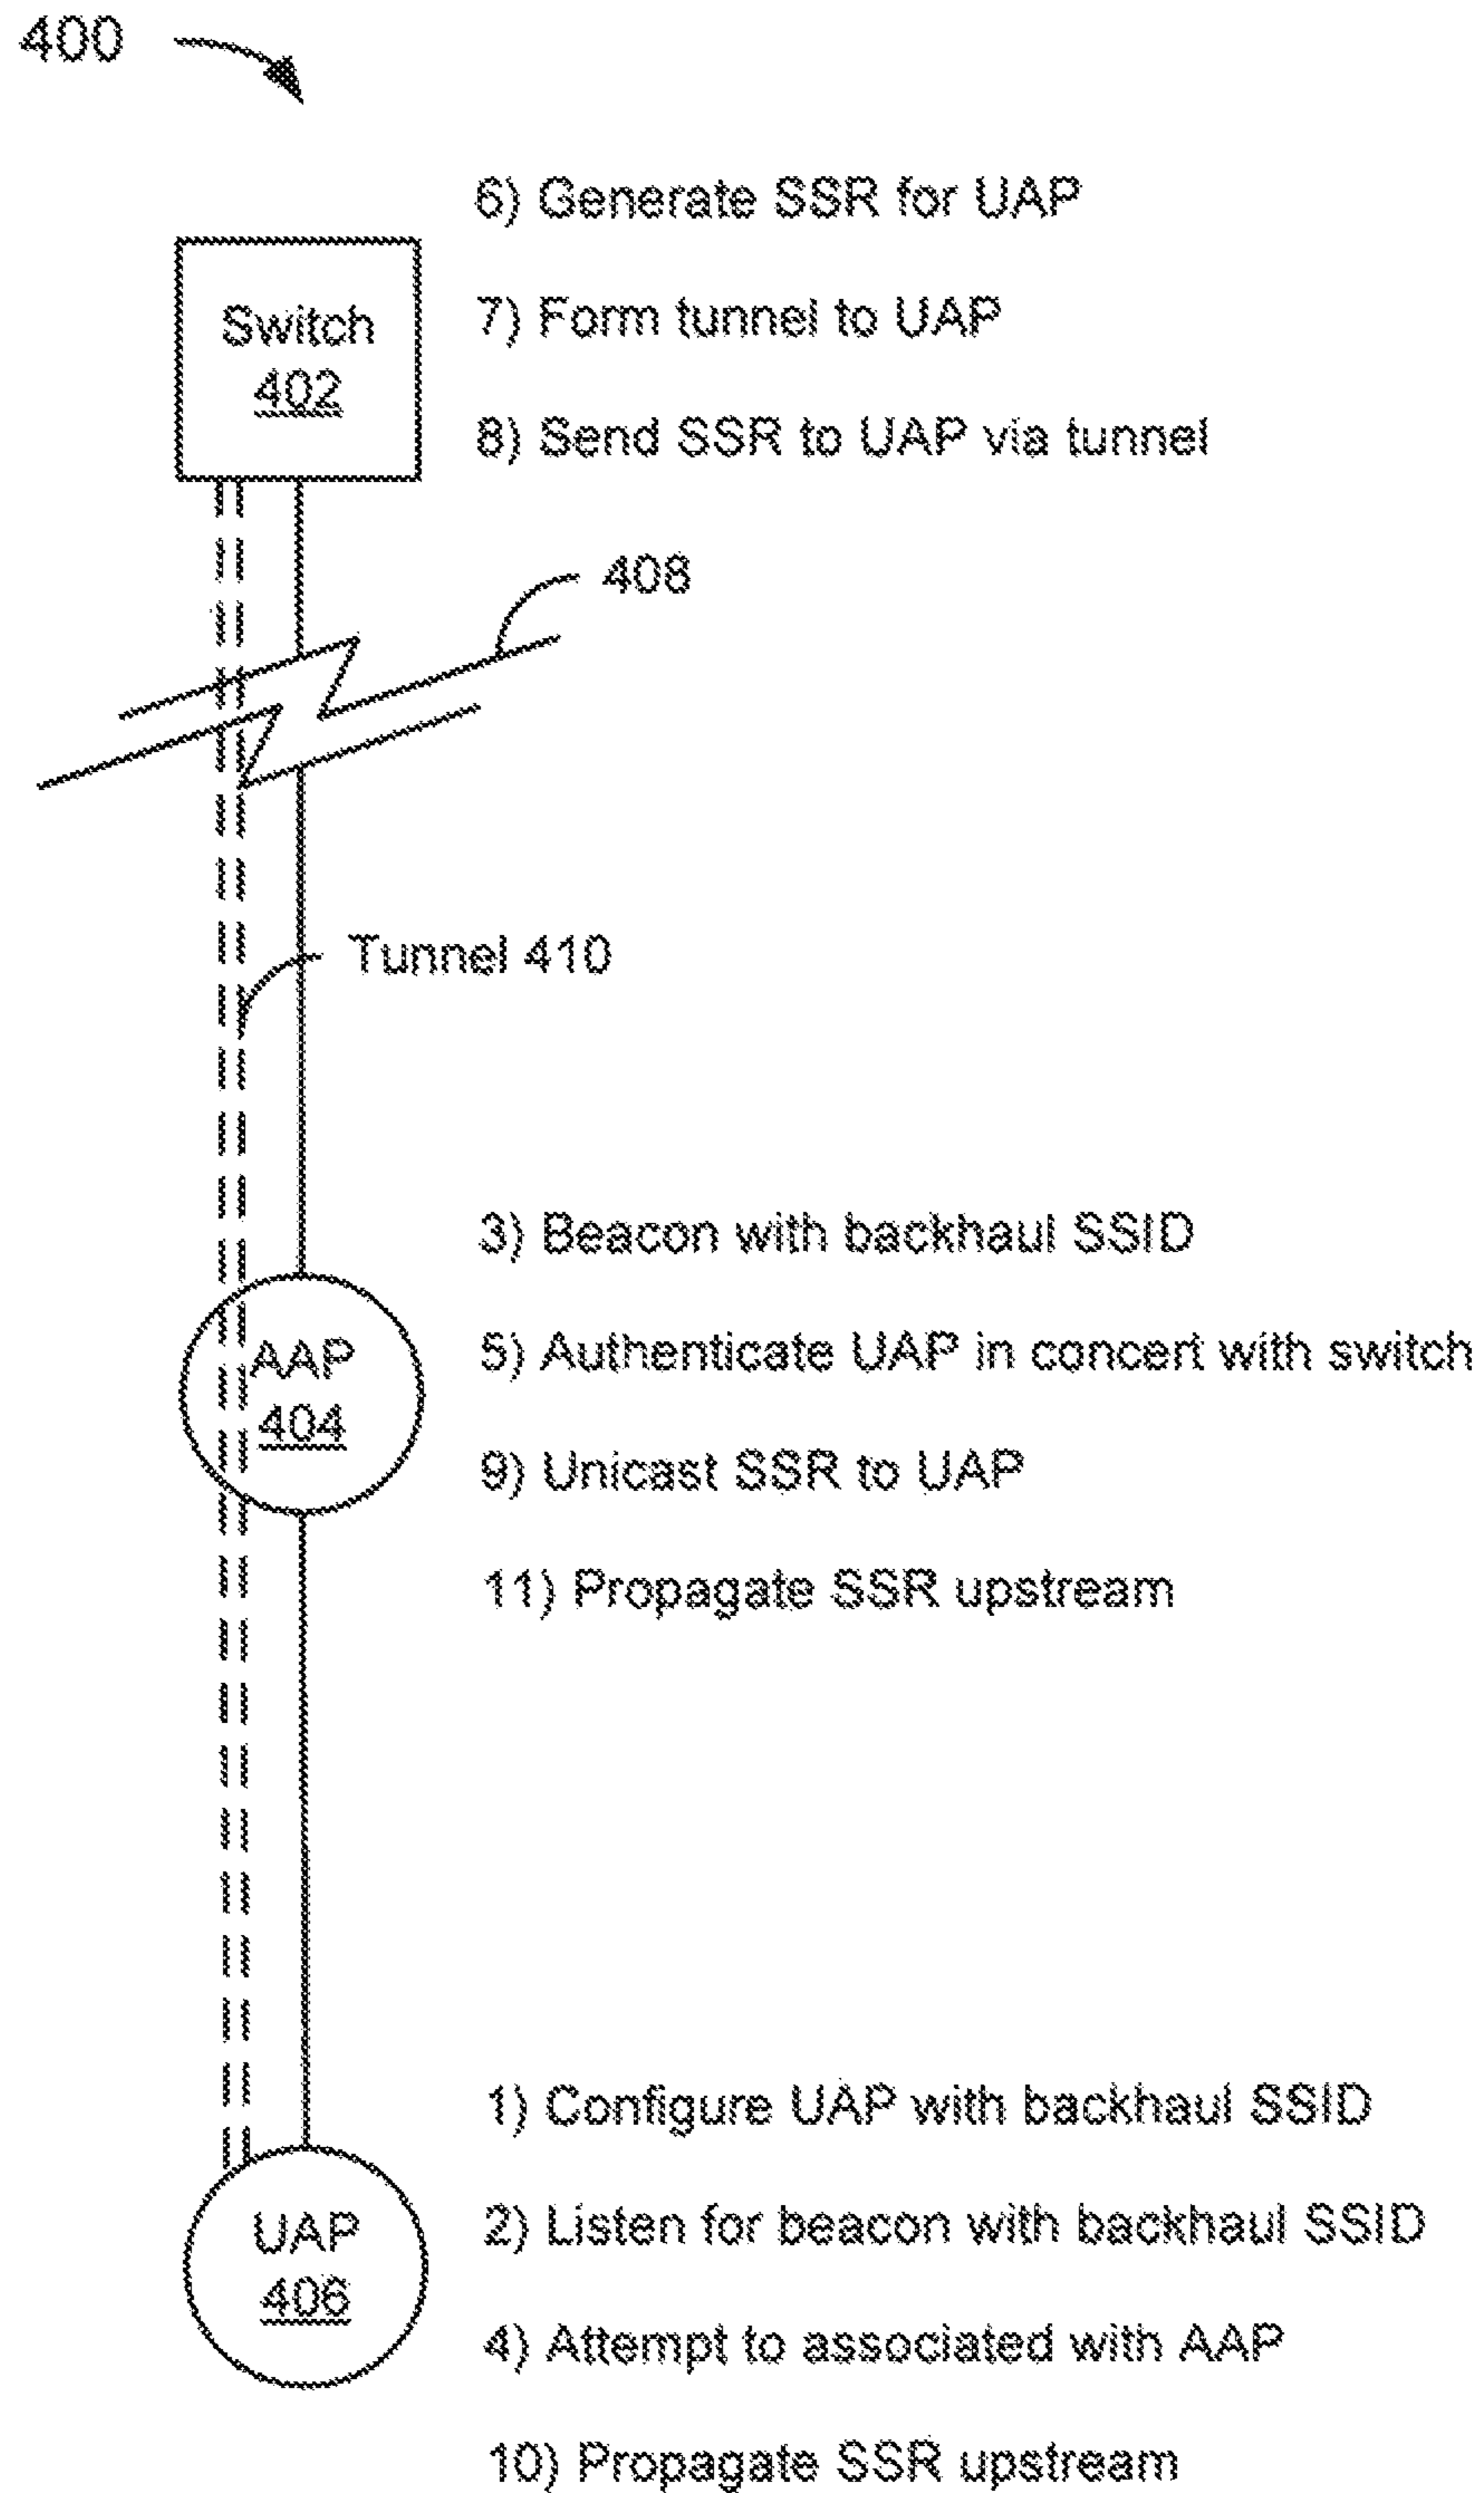 400
6) Generate SSR for UAP
Switch
402
7) Form tunnel to UAP
8) Send SSR to UAP via tunnel
408
Tunnel 410
3) Beacon with backhaul SSID
AAP
404
5) Authenticate UAP in concert with switch
9) Unicast SSR to UAP
11) Propagate SSR upstream
1) Configure UAP with backhaul SSID
UAP
406
2) Listen for beacon with backhaul SSID
4) Attempt to associated with AAP
10) Propagate SSR upstream